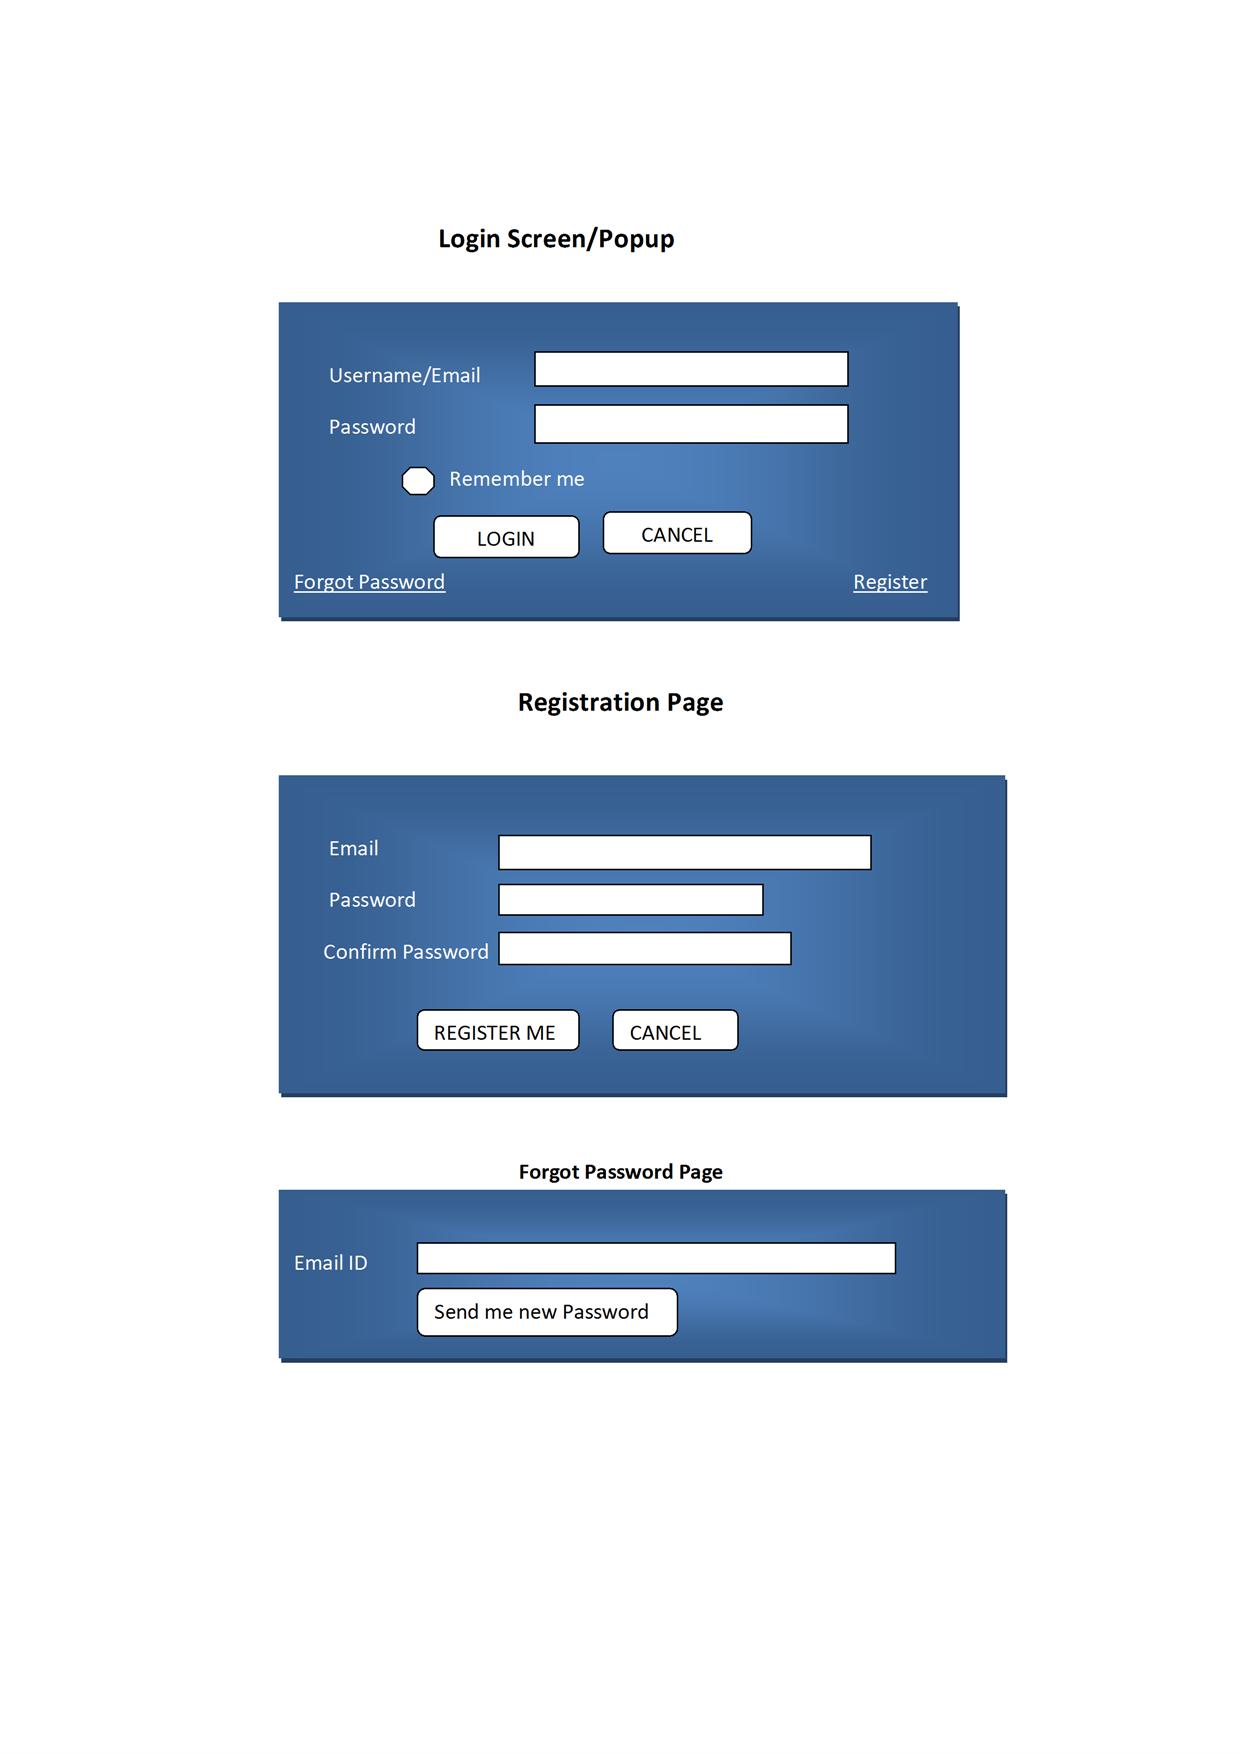 Login Screen/Popup
Username/Email
Password
Remember me
LOGIN CANCEL
Forgot Password Register
Registration Page
Email
Password
Confirm Password
REGISTER ME CANCEL
Forgot Password Page
Email ID
Send me new Password